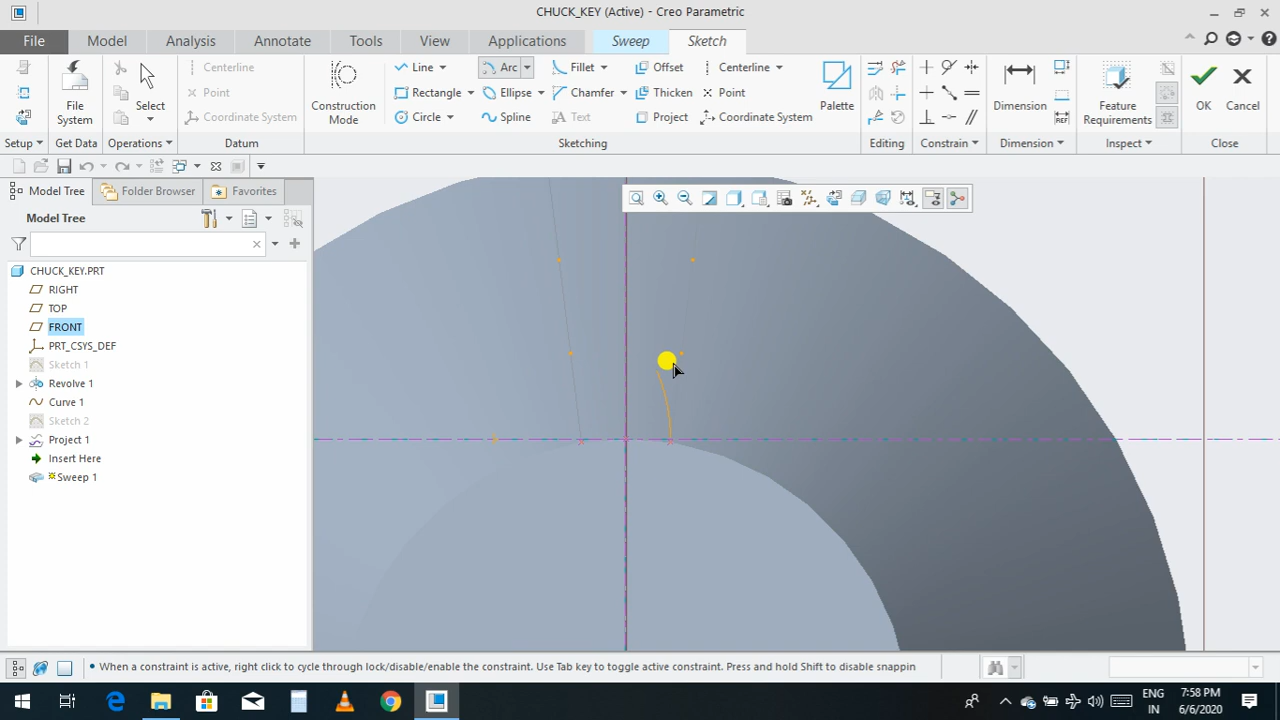 CHUCK_KEY (Active) - Creo Parametric
File Model Analysis Annotate Tools View Applications Sweep Sketch
Centerline Line Arc Fillet Offset Centerline
Point Rectangle Ellipse Chamfer Thicken Point
Coordinate System Circle Spline Text Project Coordinate System
File System Select Construction Mode Palette Dimension Feature Requirements OK Cancel
Setup Get Data Operations Datum Sketching Editing Constrain Dimension Inspect Close
REF
Model Tree Folder Browser Favorites
Model Tree
CHUCK_KEY.PRT
RIGHT
TOP
FRONT
PRT_CSYS_DEF
Sketch 1
Revolve 1
Curve 1
Sketch 2
Project 1
Insert Here
Sweep 1
• When a constraint is active, right click to cycle through lock/disable/enable the constraint. Use Tab key to toggle active constraint. Press and hold Shift to disable snappin
ENG 7:58 PM
IN 6/6/2020